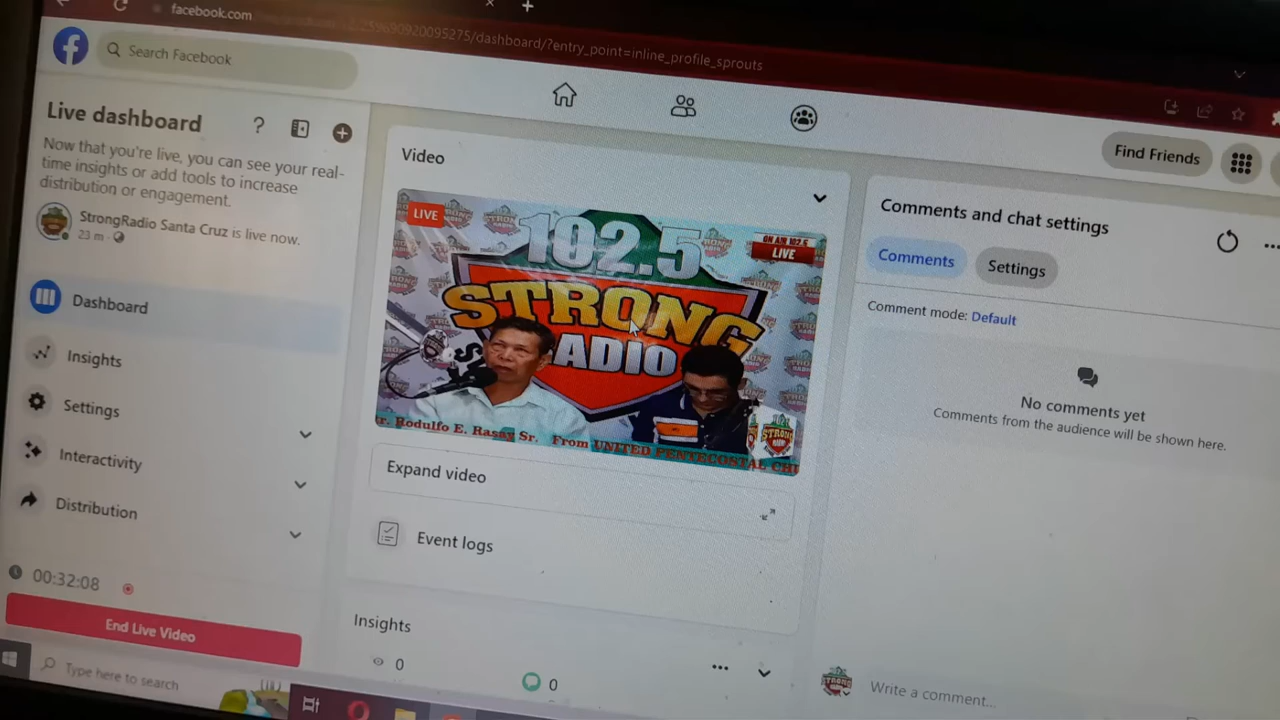 facebook.com
259690920095275/dashboard/?entry_point=inline_profile_sprouts
Search Facebook
Find Friends
Live dashboard
Now that you're live, you can see your real-
time insights or add tools to increase
distribution or engagement.
StrongRadio Santa Cruz is live now.
23 m
Dashboard
Insights
Settings
Interactivity
Distribution
00:32:08
End Live Video
Type here to search
Video
LIVE
102.5
ON AIR 102.5
LIVE
STRONG
RADIO
tr. Rodulfo E. Rasay Sr. From UNITED PENTECOSTAL CHU
Expand video
Event logs
Insights
0
0
Comments and chat settings
Comments
Settings
Comment mode: Default
No comments yet
Comments from the audience will be shown here.
Write a comment...